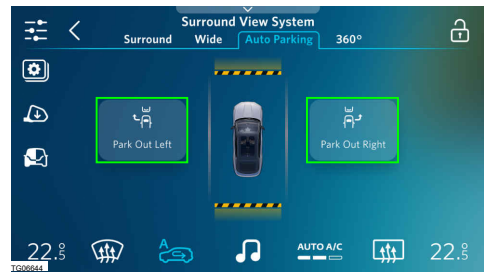 Surround View System
Surround Wide Auto Parking 360°
Park Out Left
Park Out Right
22.5° A AUTO A/C 22.5°
TG06644